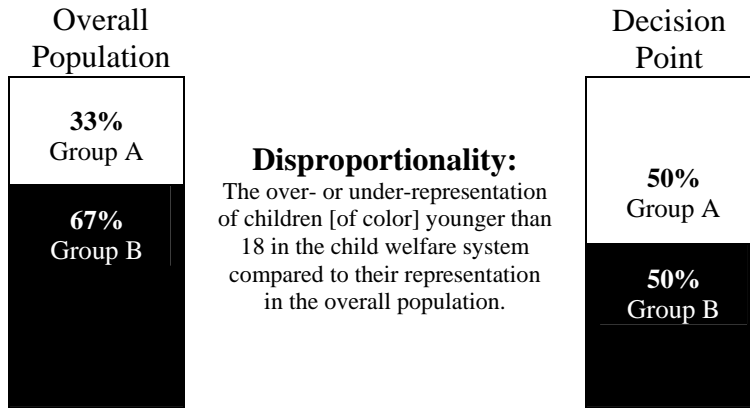 Overall
Population
33%
Group A
67%
Group B
Disproportionality:
The over- or under-representation
of children [of color] younger than
18 in the child welfare system
compared to their representation
in the overall population.
Decision
Point
50%
Group A
50%
Group B